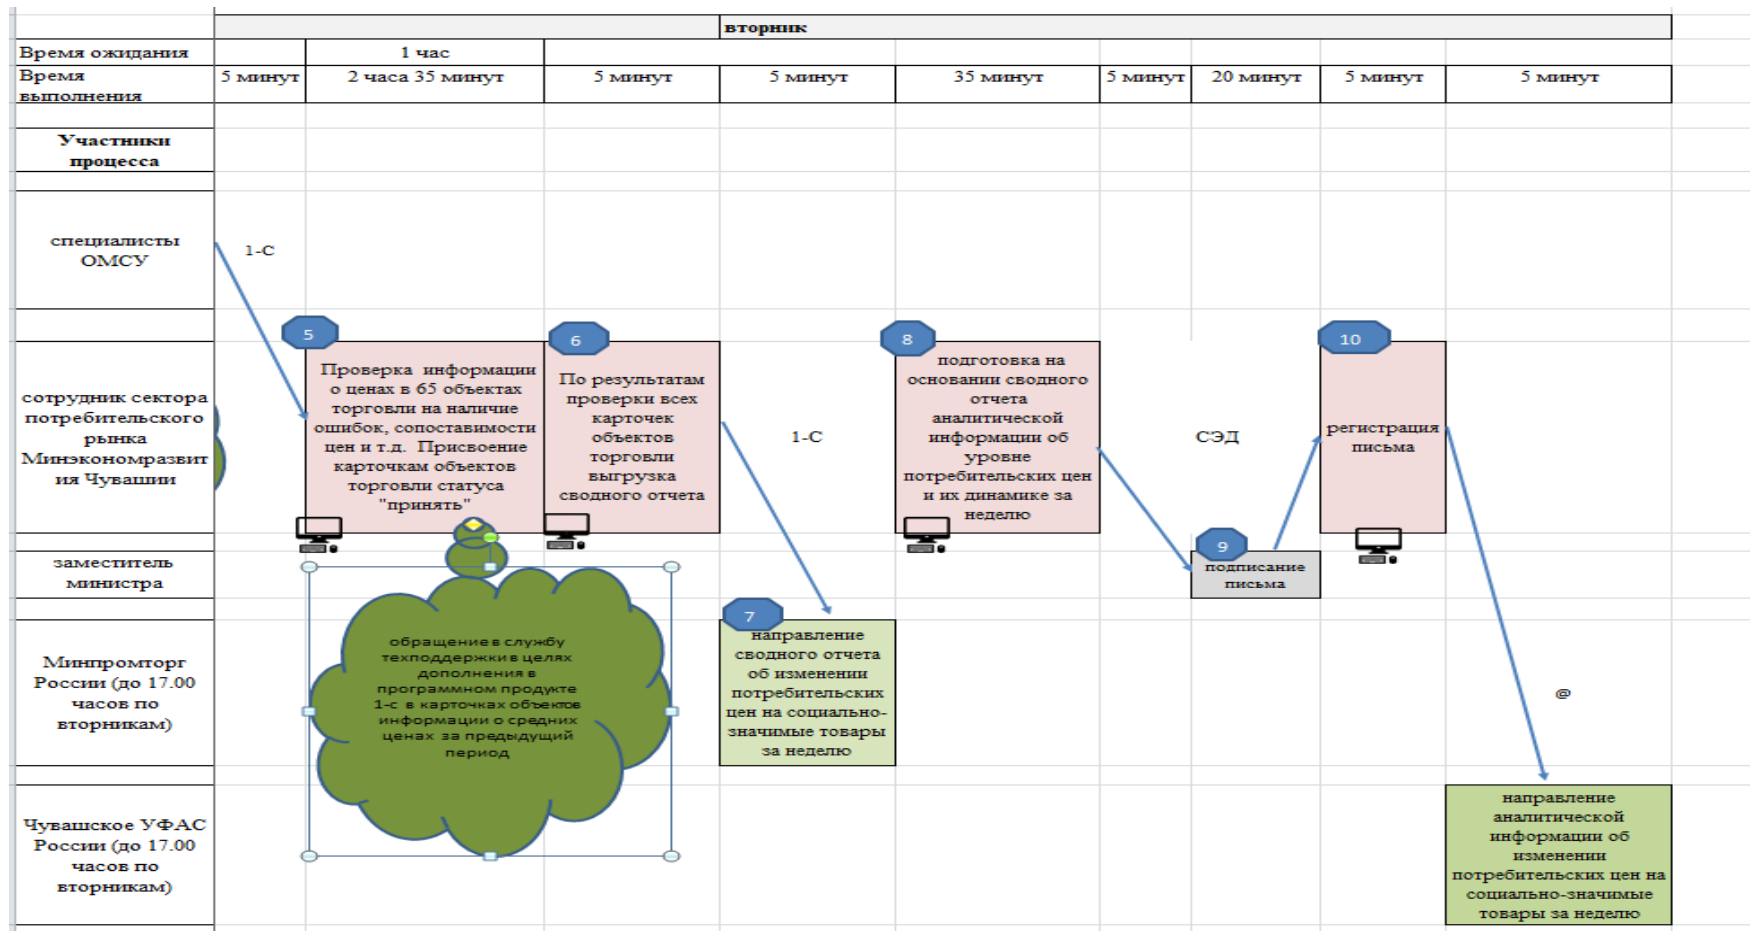 вторник
Время ожидания
1 час
Время
выполнения
5 минут
2 часа 35 минут
5 минут
5 минут
35 минут
5 минут
20 минут
5 минут
5 минут
Участники
процесса
специалисты
ОМСУ
1-С
сотрудник сектора
потребительского
рынка
Минэкономразвит
ия Чувашии
5
Проверка информации
о ценах в 65 объектах
торговли на наличие
ошибок, сопоставимости
цен и т.д. Присвоение
карточкам объектов
торговли статуса
"принять"
6
По результатам
проверки всех
карточек
объектов
торговли
выгрузка
сводного отчета
1-С
8
подготовка на
основании сводного
отчета
аналитической
информации об
уровне
потребительских цен
и их динамике за
неделю
СЭД
10
регистрация
письма
заместитель
министра
9
подписание
письма
Минпромторг
России (до 17.00
часов по
вторникам)
обращение в службу
техподдержки в целях
дополнения в
программном продукте
1-с в карточках объектов
информации о средних
ценах за предыдущий
период
7
направление
сводного отчета
об изменении
потребительских
цен на социально-
значимые товары
за неделю
@
Чувашское УФАС
России (до 17.00
часов по
вторникам)
направление
аналитической
информации об
изменении
потребительских цен на
социально-значимые
товары за неделю